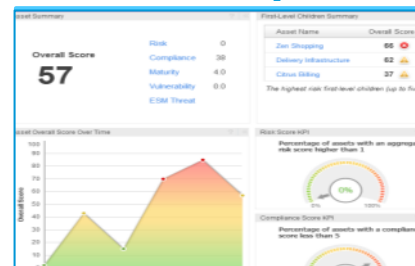 Asset Summary
Overall Score
57
Risk 0
Compliance 38
Maturity 4.0
Vulnerability 0.0
ESM Threat
First-Level Children Summary
Asset Name Overall Score
Zen Shopping 66
Delivery Infrastructure 62
Citrus Billing 37
The highest risk first-level children (up to fiv
Asset Overall Score Over Time
Overall Score
100
90
80
70
60
50
40
30
20
10
Risk Score KPI
Percentage of assets with an aggrega
risk score higher than 1
0%
0% 100%
Compliance Score KPI
Percentage of assets with a complian
score less than 5